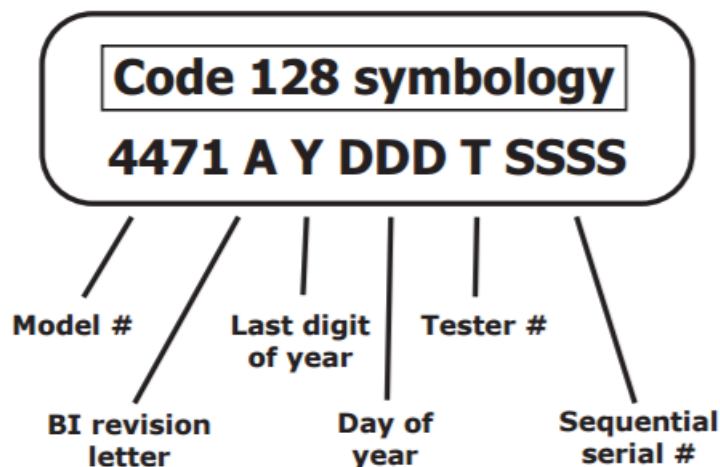 Code 128 symbology
4471 A Y DDD T SSSS
Model #
Last digit
of year
Tester #
BI revision
letter
Day of
year
Sequential
serial #